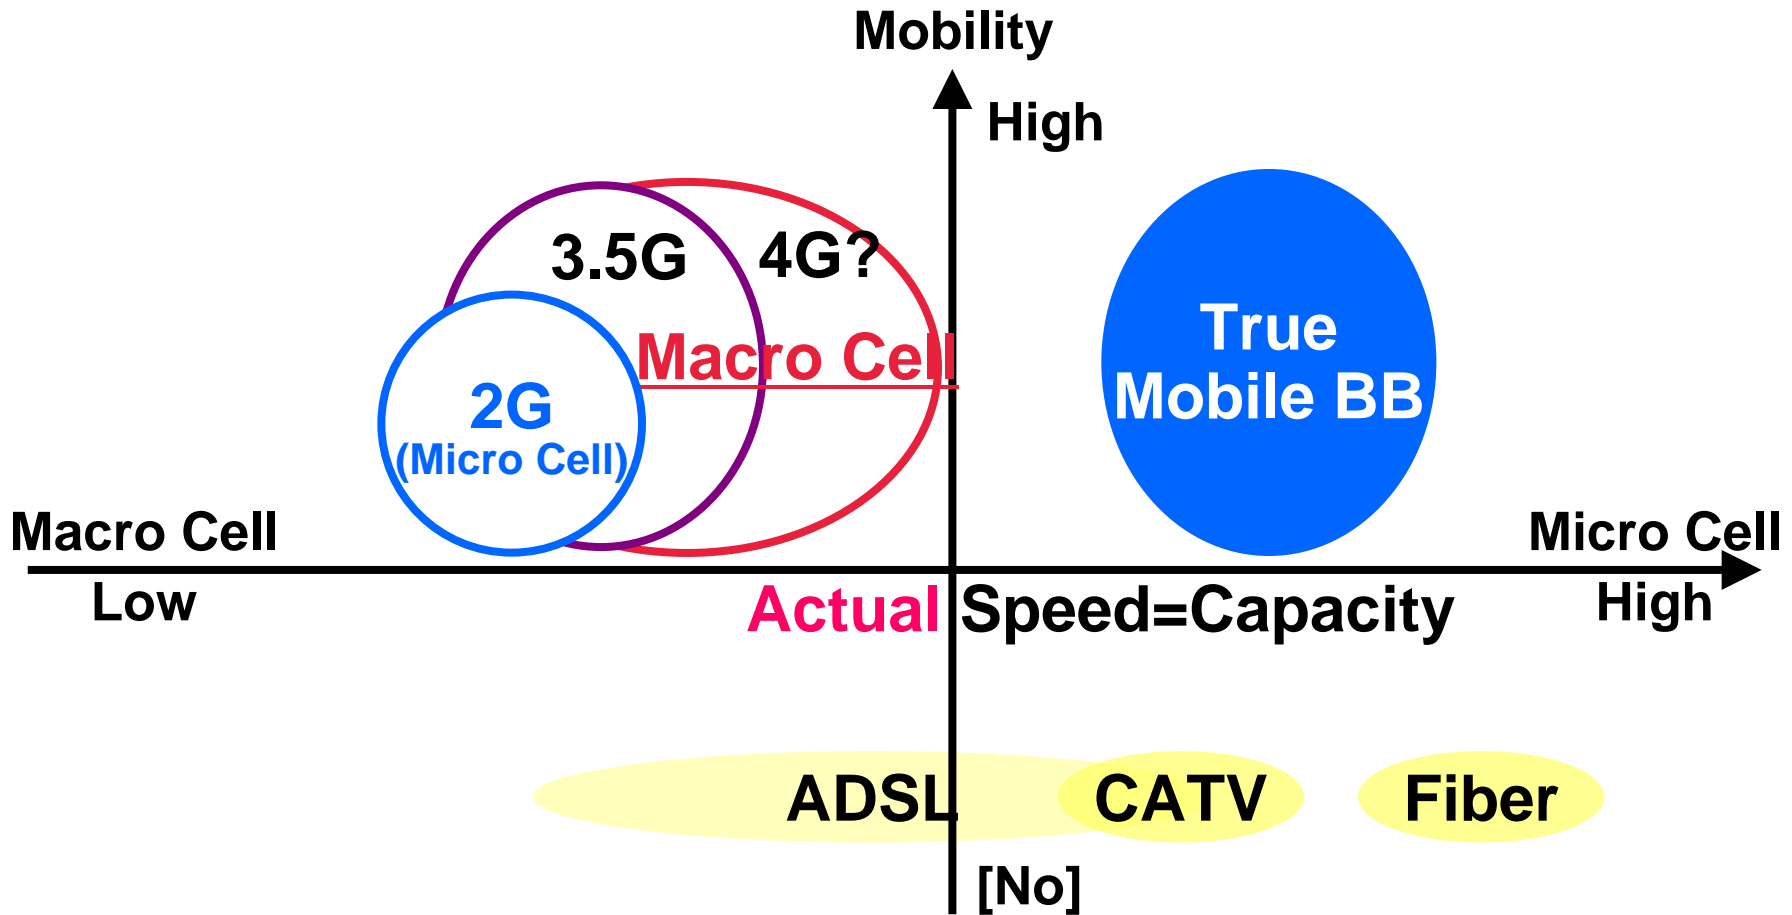 Mobility
High
3.5G
4G?
True
Mobile BB
Macro Cell
2G
(Micro Cell)
Macro Cell
Micro Cell
Low
Actual Speed=Capacity
High
ADSL
CATV
Fiber
[No]